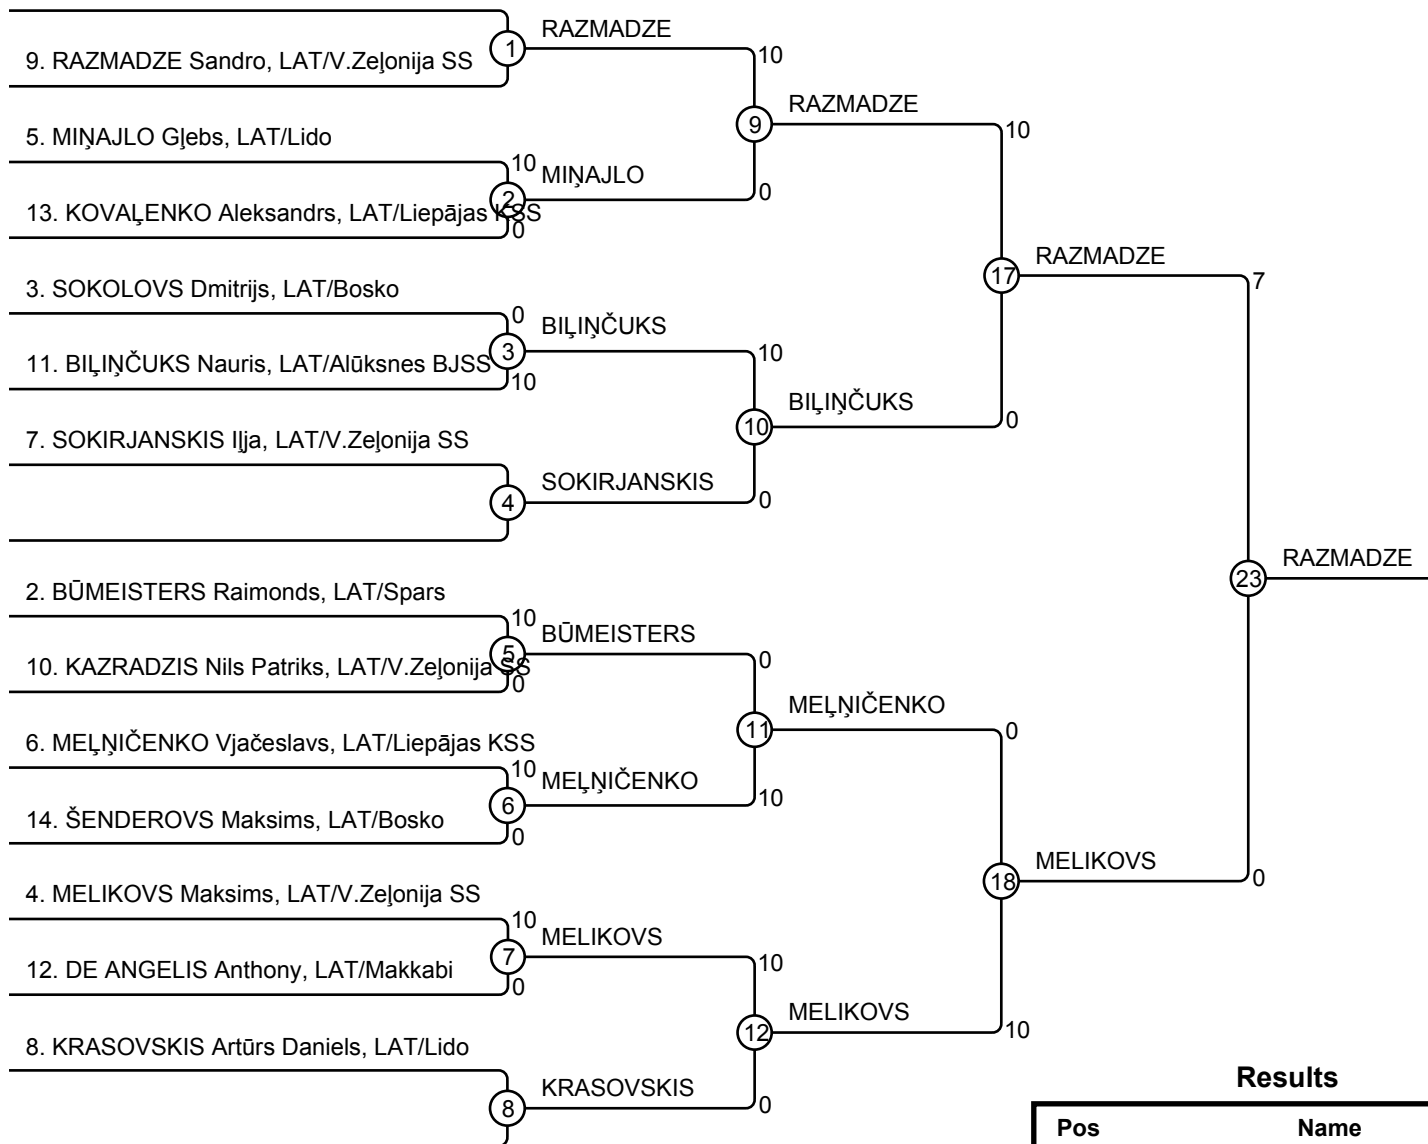 RAZMADZE
1
9. RAZMADZE Sandro, LAT/V.Zeļonija SS
10
RAZMADZE
9
5. MIŅAJLO Gļebs, LAT/Lido
10
10
MIŅAJLO
2
0
13. KOVAĻENKO Aleksandrs, LAT/Liepājas KSS
0
RAZMADZE
17
3. SOKOLOVS Dmitrijs, LAT/Bosko
7
0
BIĻIŅČUKS
3
10
11. BIĻIŅČUKS Nauris, LAT/Alūksnes BJSS
10
BIĻIŅČUKS
10
0
7. SOKIRJANSKIS Iļja, LAT/V.Zeļonija SS
SOKIRJANSKIS
4
0
RAZMADZE
23
2. BŪMEISTERS Raimonds, LAT/Spars
10
BŪMEISTERS
5
0
10. KAZRADZIS Nils Patriks, LAT/V.Zeļonija SS
0
MEĻŅIČENKO
11
0
6. MEĻŅIČENKO Vjačeslavs, LAT/Liepājas KSS
10
MEĻŅIČENKO
6
10
14. ŠENDEROVS Maksims, LAT/Bosko
0
MELIKOVS
18
0
4. MELIKOVS Maksims, LAT/V.Zeļonija SS
10
MELIKOVS
7
10
12. DE ANGELIS Anthony, LAT/Makkabi
0
MELIKOVS
12
10
8. KRASOVSKIS Artūrs Daniels, LAT/Lido
KRASOVSKIS
8
0
Results
Pos Name